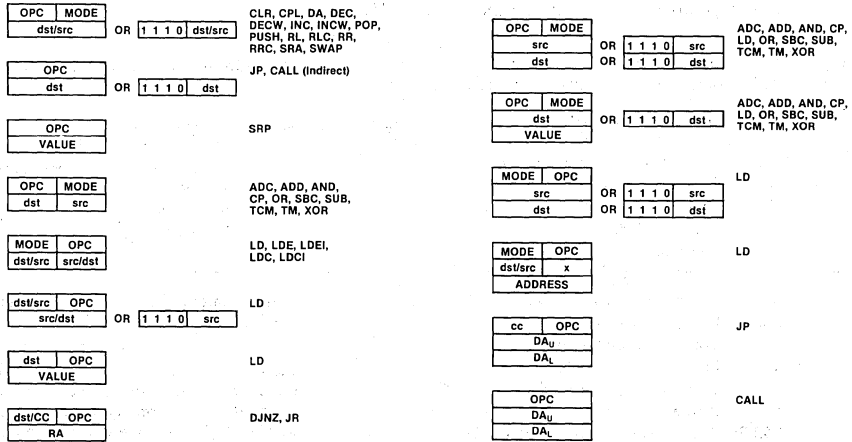 OPC MODE
dst/src OR 1 1 1 0 dst/src
CLR, CPL, DA, DEC,
DECW, INC, INCW, POP,
PUSH, RL, RLC, RR,
RRC, SRA, SWAP
OPC
dst OR 1 1 1 0 dst
JP, CALL (Indirect)
OPC
VALUE
SRP
OPC MODE
dst src
ADC, ADD, AND,
CP, OR, SBC, SUB,
TCM, TM, XOR
MODE OPC
dst/src src/dst
LD, LDE, LDEI,
LDC, LDCI
dst/src OPC
src/dst OR 1 1 1 0 src
LD
dst OPC
VALUE
LD
dst/CC OPC
RA
DJNZ, JR
OPC MODE
src OR 1 1 1 0 src
dst OR 1 1 1 0 dst
ADC, ADD, AND, CP,
LD, OR, SBC, SUB,
TCM, TM, XOR
OPC MODE
dst OR 1 1 1 0 dst
VALUE
ADC, ADD, AND, CP,
LD, OR, SBC, SUB,
TCM, TM, XOR
MODE OPC
src OR 1 1 1 0 src
dst OR 1 1 1 0 dst
LD
MODE OPC
dst/src x
ADDRESS
LD
cc OPC
DAU
DAL
JP
OPC
DAU
DAL
CALL